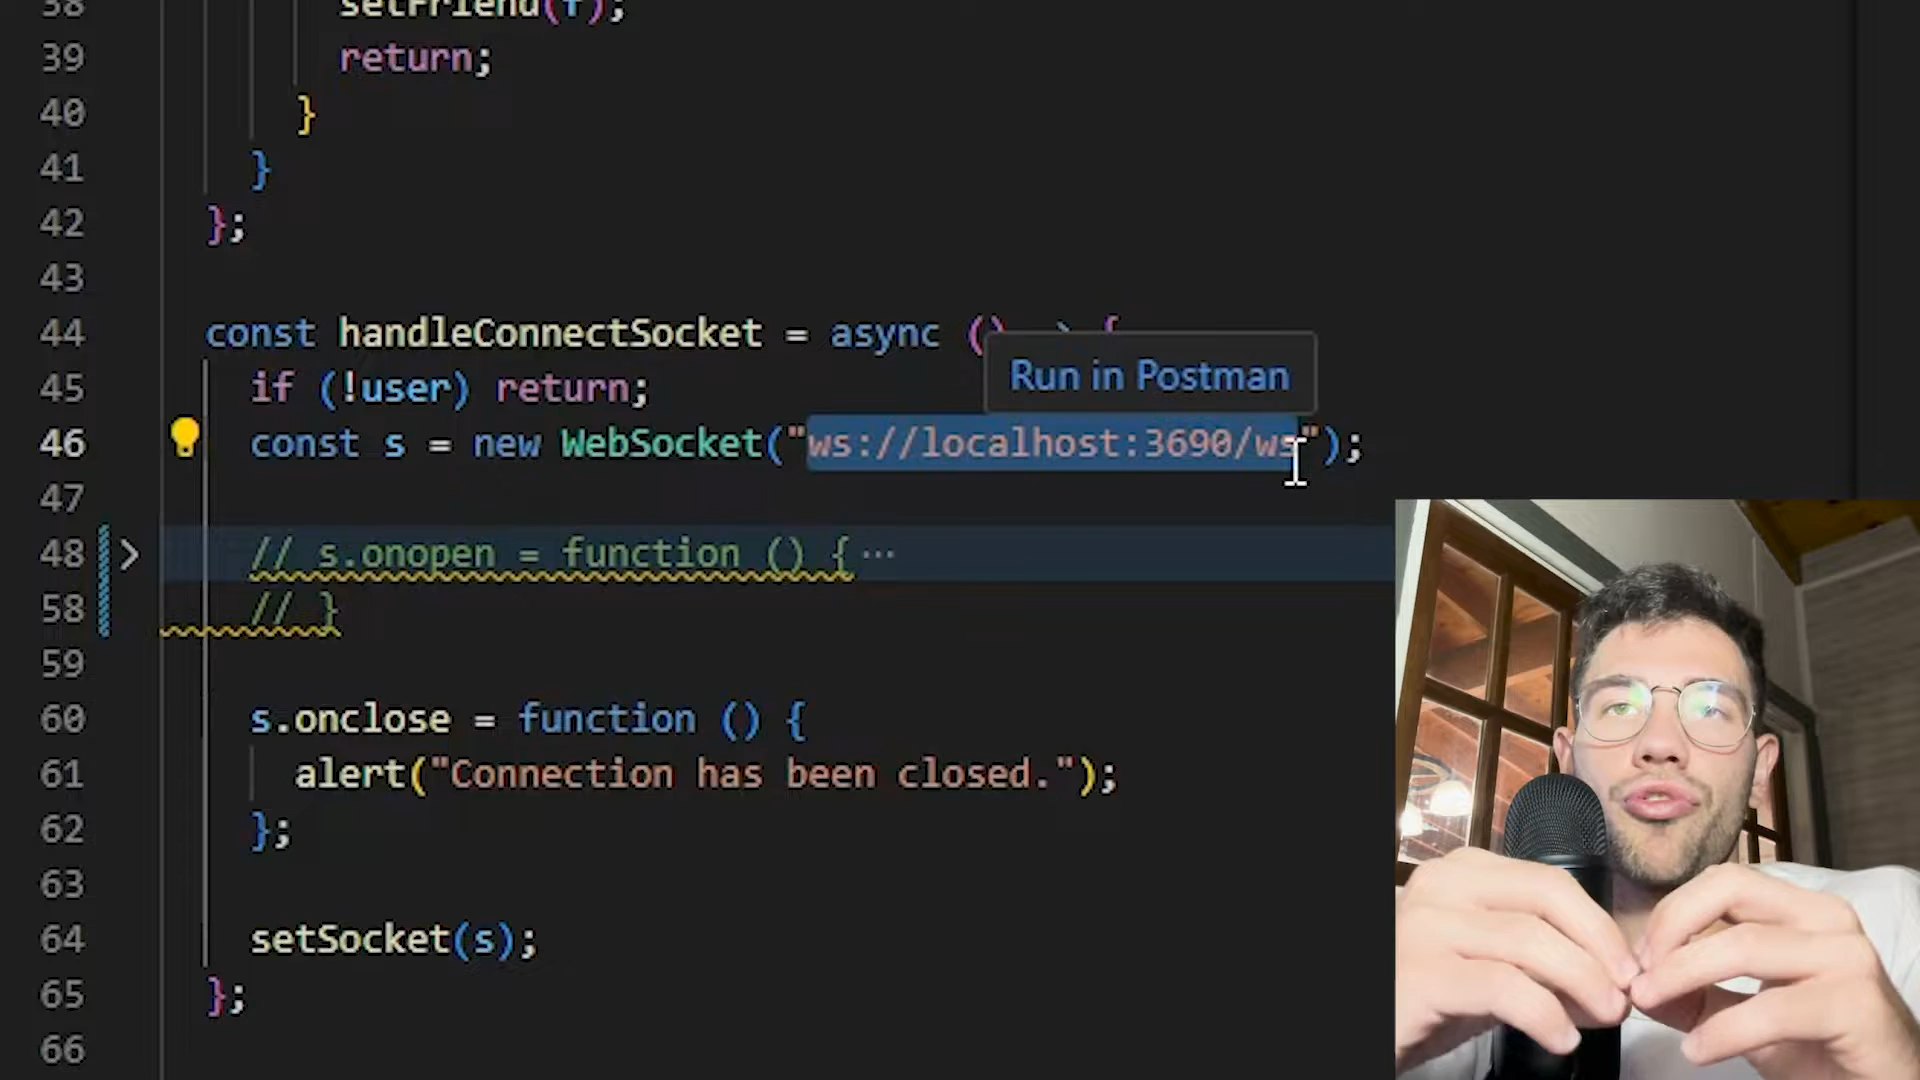 38 setFriend(f);
39 return;
40 }
41 }
42 };
43
44 const handleConnectSocket = async () => {
Run in Postman
45 if (!user) return;
46 const s = new WebSocket("ws://localhost:3690/ws");
47
48 // s.onopen = function () { ...
58 // }
59
60 s.onclose = function () {
61 alert("Connection has been closed.");
62 };
63
64 setSocket(s);
65 };
66